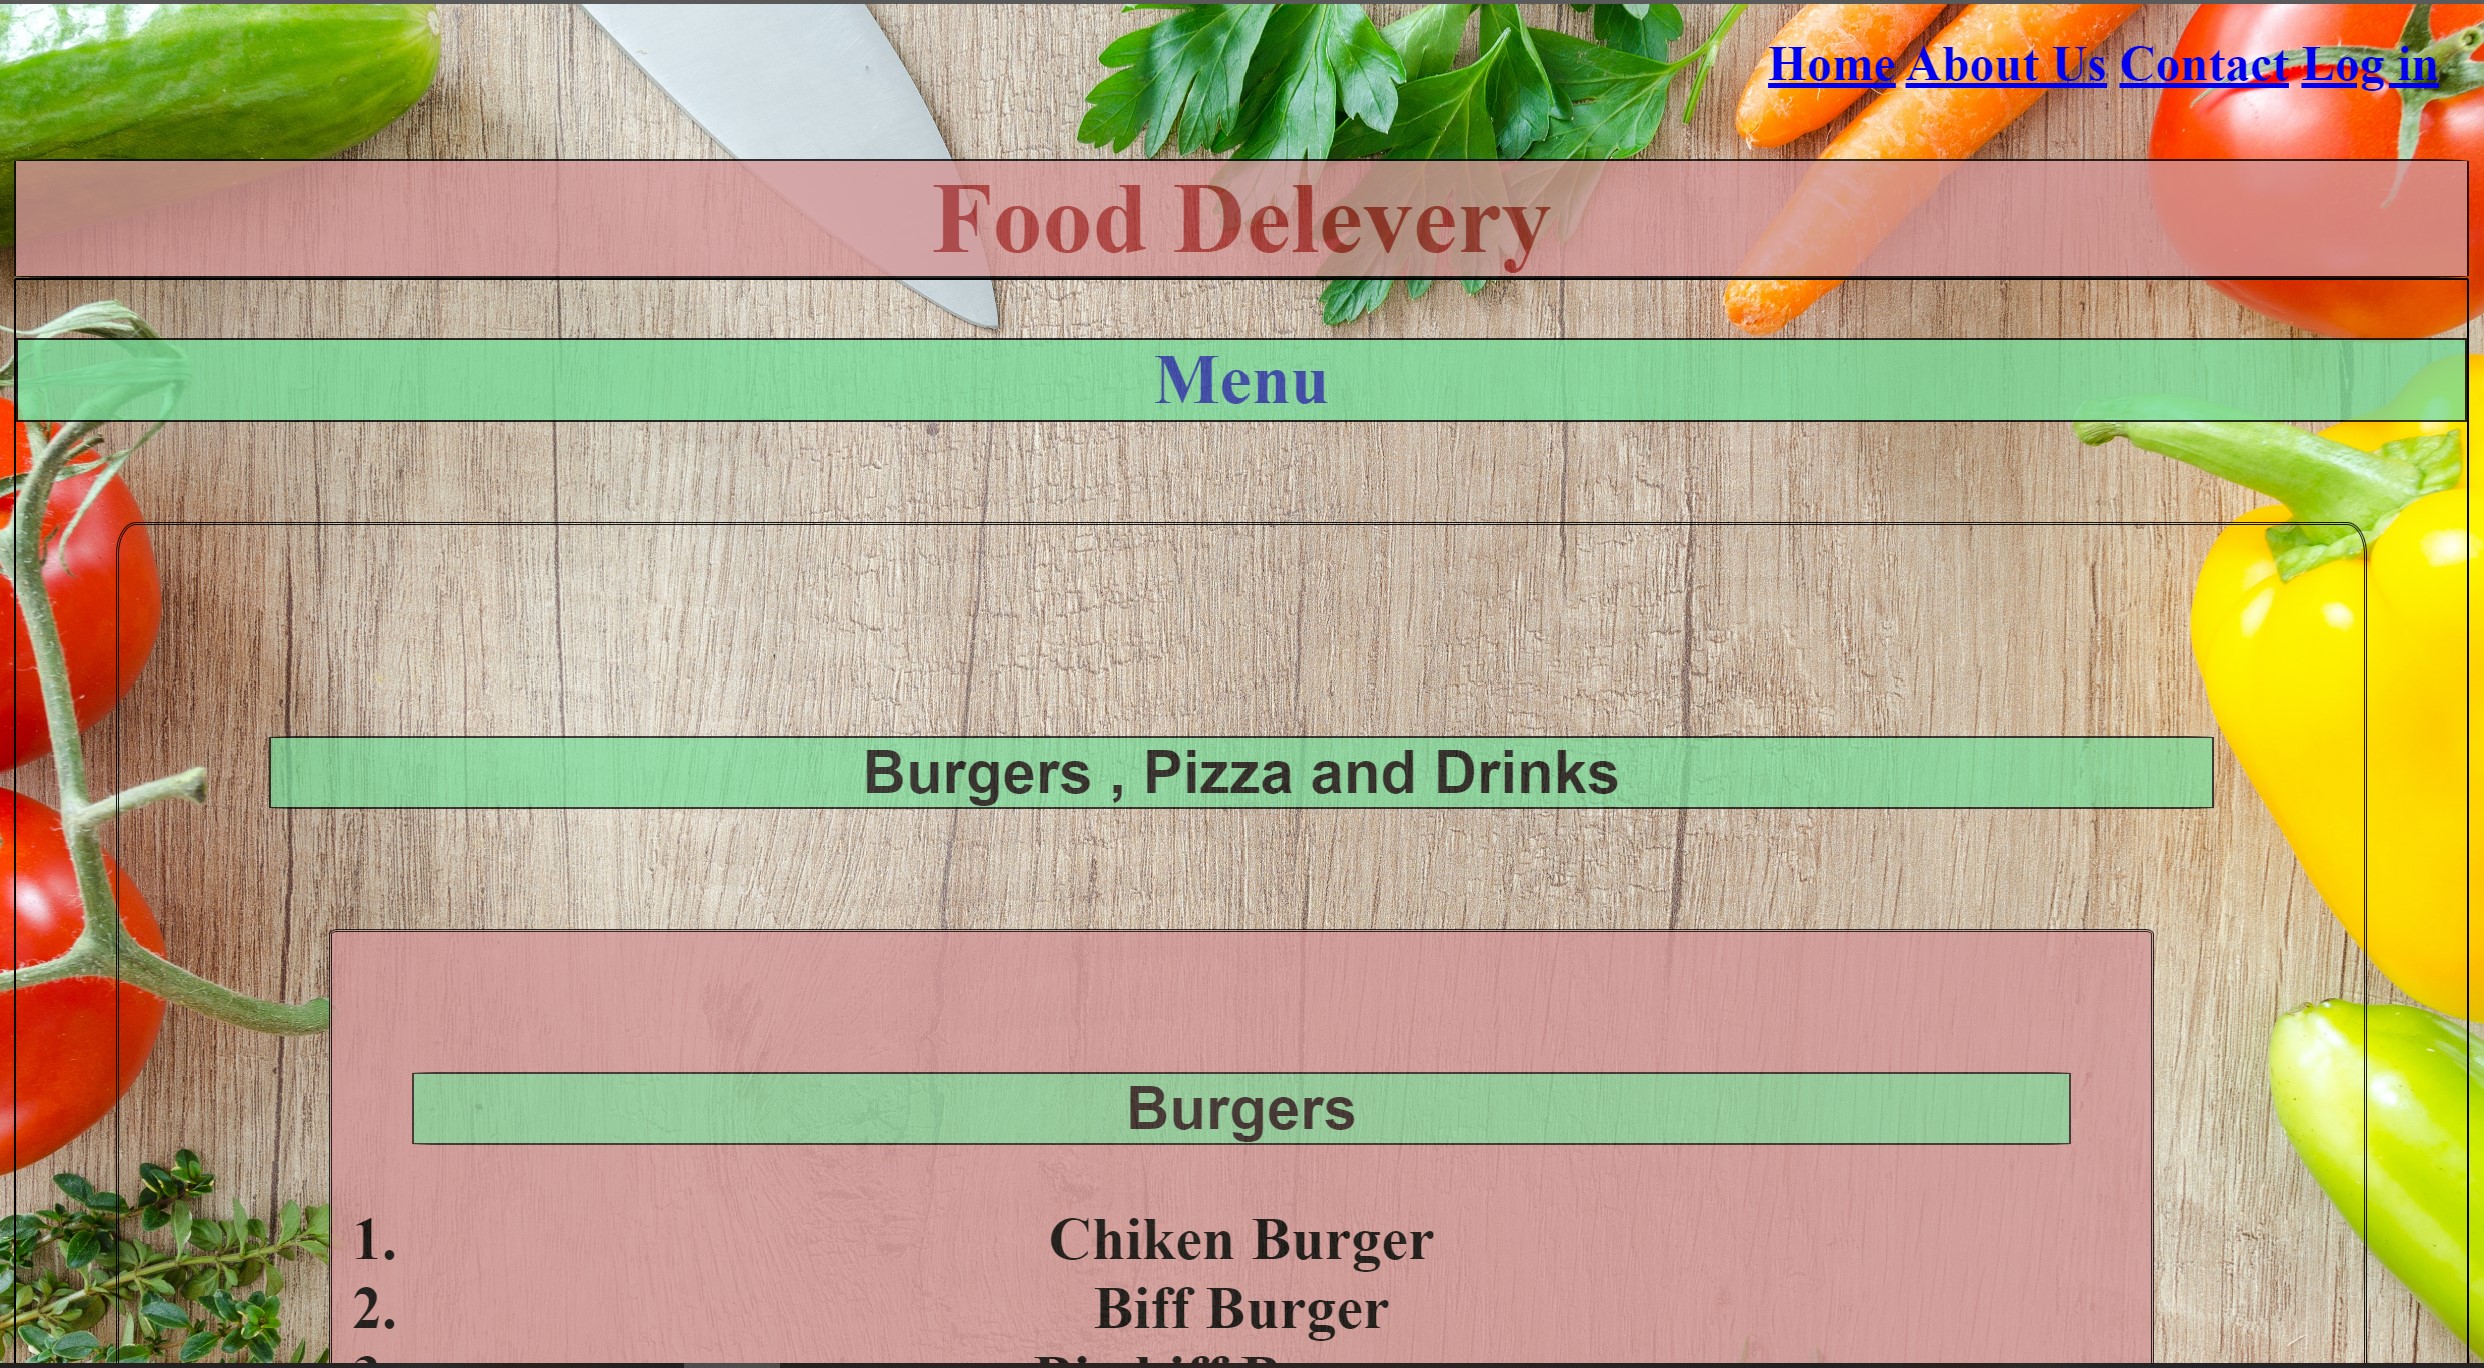 Home About Us Contact Log in
Food Delevery
Menu
Burgers , Pizza and Drinks
Burgers
1. Chiken Burger
2. Biff Burger